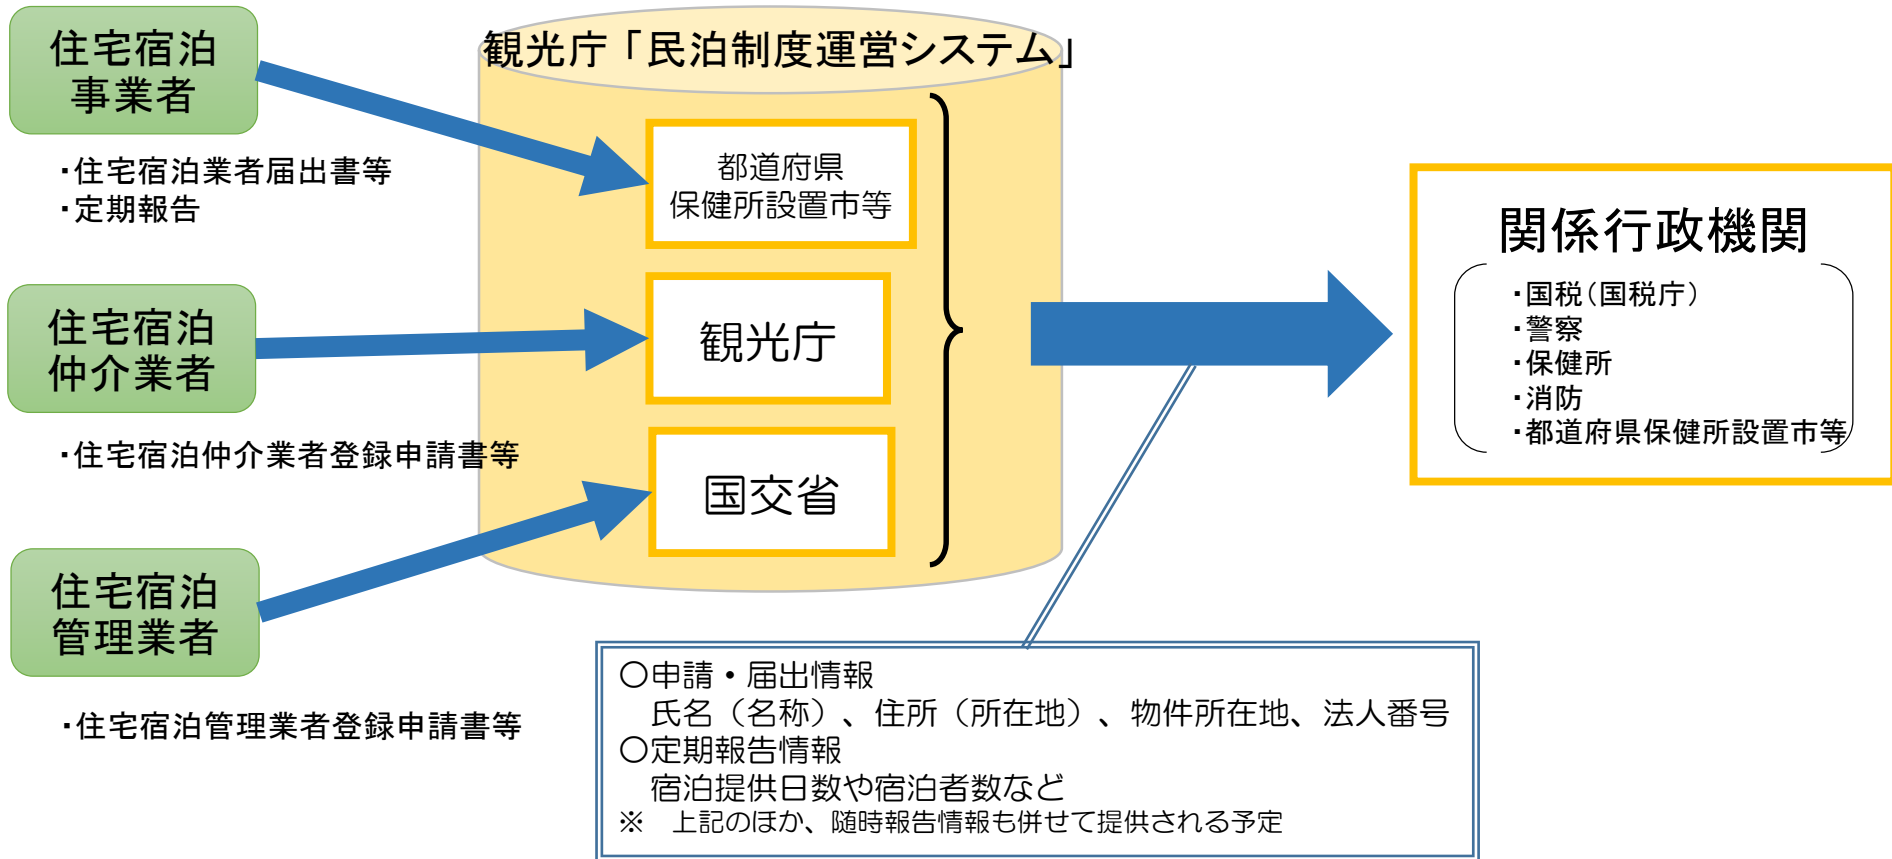 住宅宿泊
事業者
・住宅宿泊業者届出書等
・定期報告
住宅宿泊
仲介業者
・住宅宿泊仲介業者登録申請書等
住宅宿泊
管理業者
・住宅宿泊管理業者登録申請書等
観光庁「民泊制度運営システム」
都道府県
保健所設置市等
観光庁
国交省
関係行政機関
・国税(国税庁)
・警察
・保健所
・消防
・都道府県保健所設置市等
〇申請・届出情報
氏名（名称）、住所（所在地）、物件所在地、法人番号
〇定期報告情報
宿泊提供日数や宿泊者数など
※　上記のほか、随時報告情報も併せて提供される予定